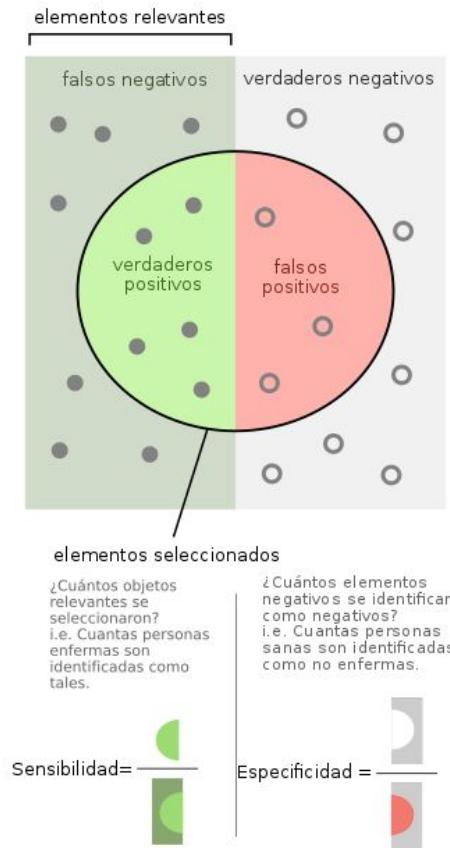 elementos relevantes
falsos negativos
verdaderos negativos
verdaderos
positivos
falsos
positivos
elementos seleccionados
¿Cuántos objetos
relevantes se
seleccionaron?
i.e. Cuantas personas
enfermas son
identificadas como
tales.
¿Cuántos elementos
negativos se identificar
como negativos?
i.e. Cuantas personas
sanas son identificadas
como no enfermas.
Sensibilidad=
Especificidad =